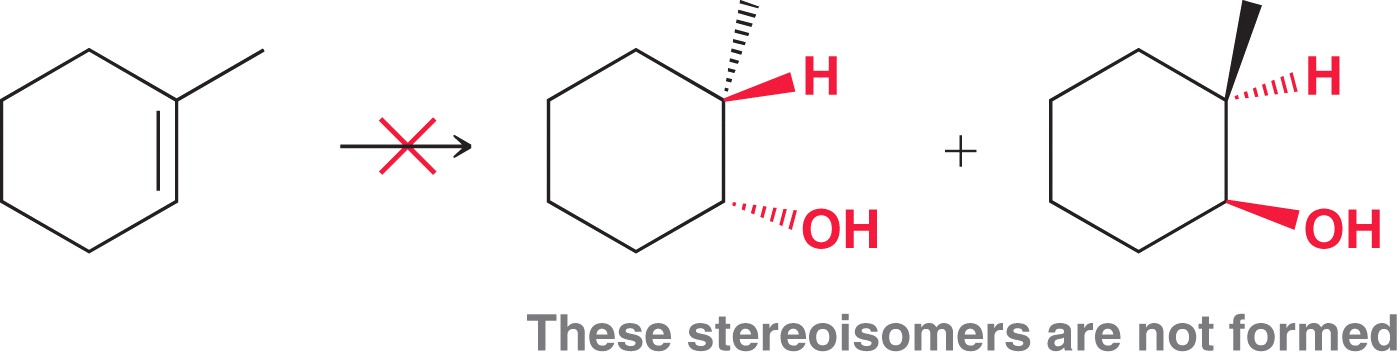 H H
+
OH OH
These stereoisomers are not formed